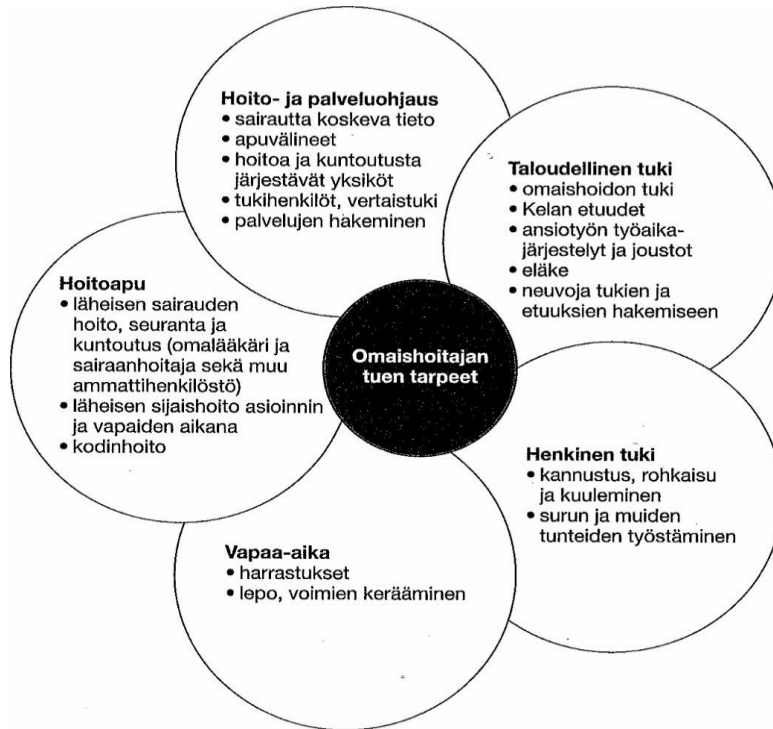 Hoito- ja palveluohjaus
• sairautta koskeva tieto
• apuvälineet
• hoitoa ja kuntoutusta
järjestävät yksiköt
• tukihenkilöt, vertaistuki
• palvelujen hakeminen
Taloudellinen tuki
• omaishoidon tuki
• Kelan etuudet
• ansiotyön työaika-
järjestelyt ja joustot
• eläke
• neuvoja tukien ja
etuuksien hakemiseen
Hoitoapu
• läheisen sairauden
hoito, seuranta ja
kuntoutus (omalääkäri ja
sairaanhoitaja sekä muu
ammattihenkilöstö)
• läheisen sijaishoito asioinnin
ja vapaiden aikana
• kodinhoito
Omaishoitajan
tuen tarpeet
Henkinen tuki
• kannustus, rohkaisu
ja kuuleminen
• surun ja muiden
tunteiden työstäminen
Vapaa-aika
• harrastukset
• lepo, voimien kerääminen